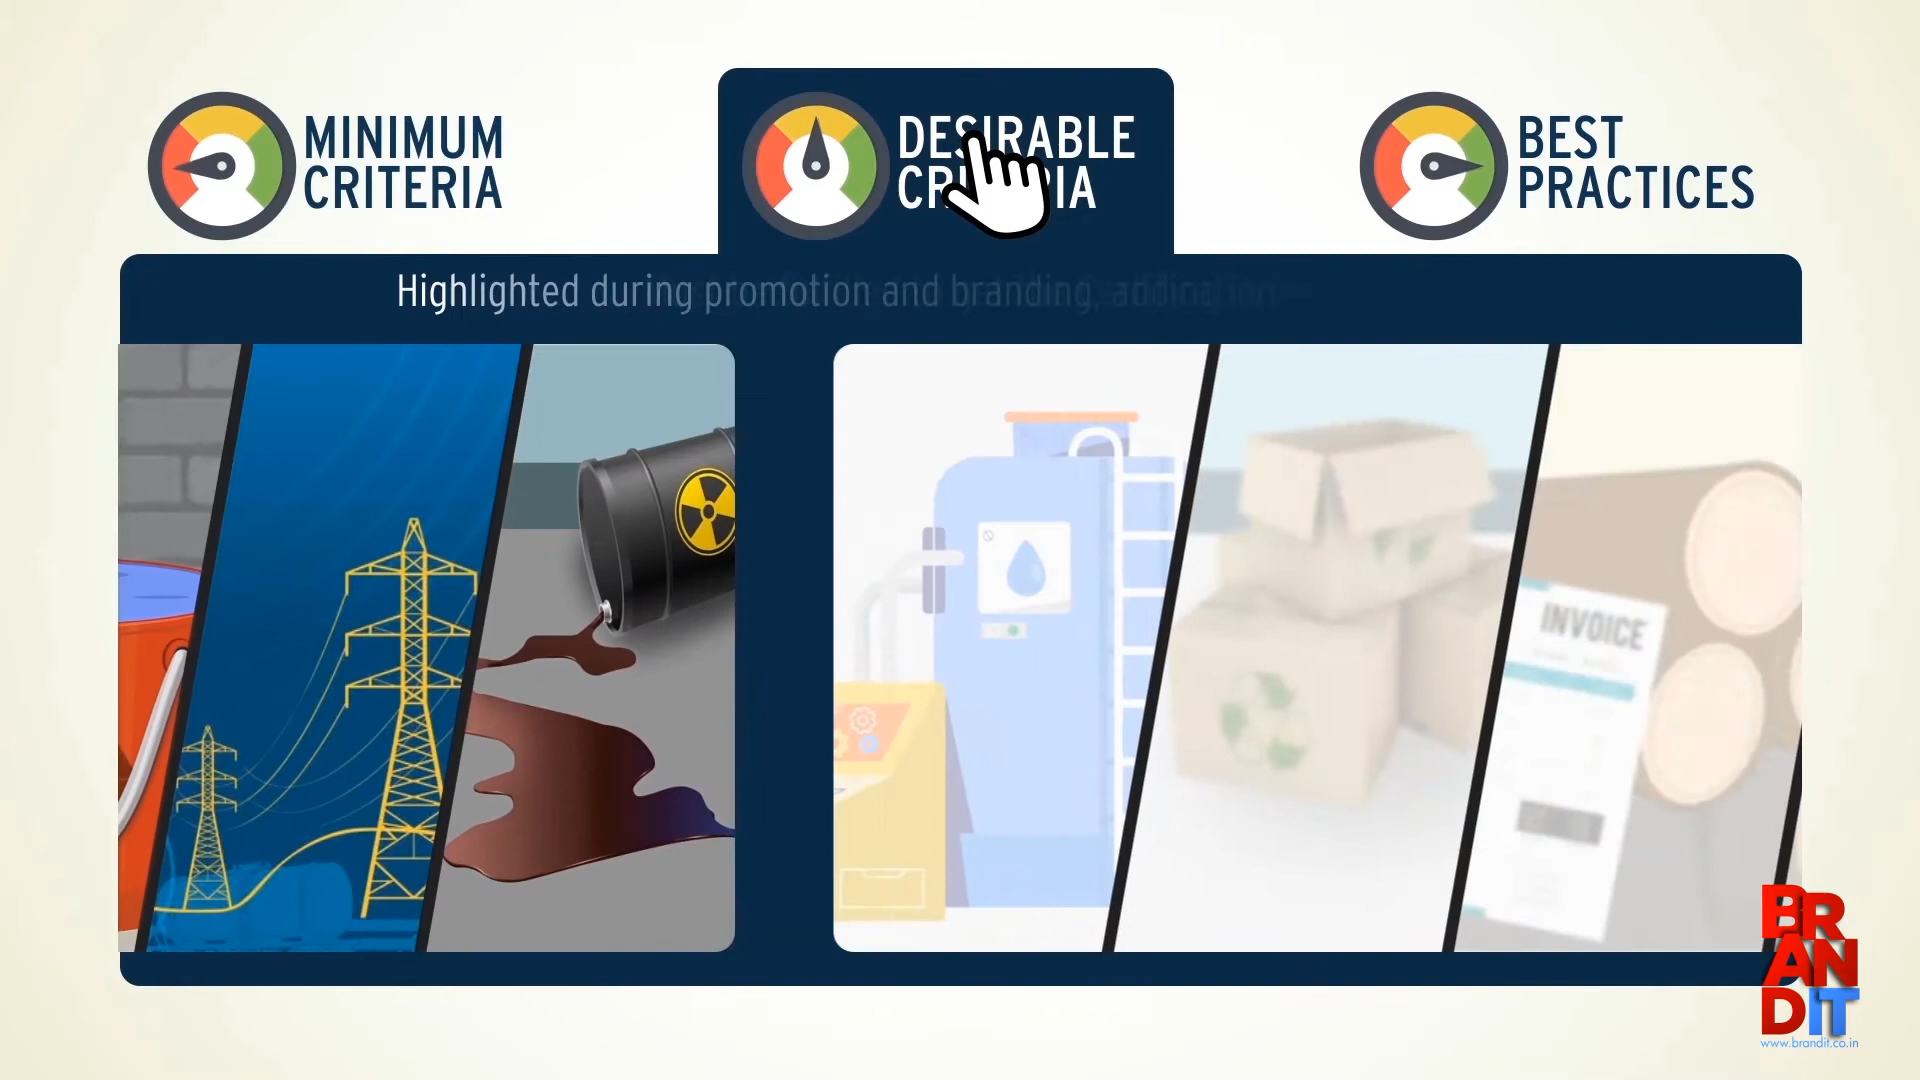 MINIMUM
CRITERIA
DESIRABLE
CRITERIA
BEST
PRACTICES
Highlighted during promotion and branding,
INVOICE
BRANDIT
www.brandit.co.in